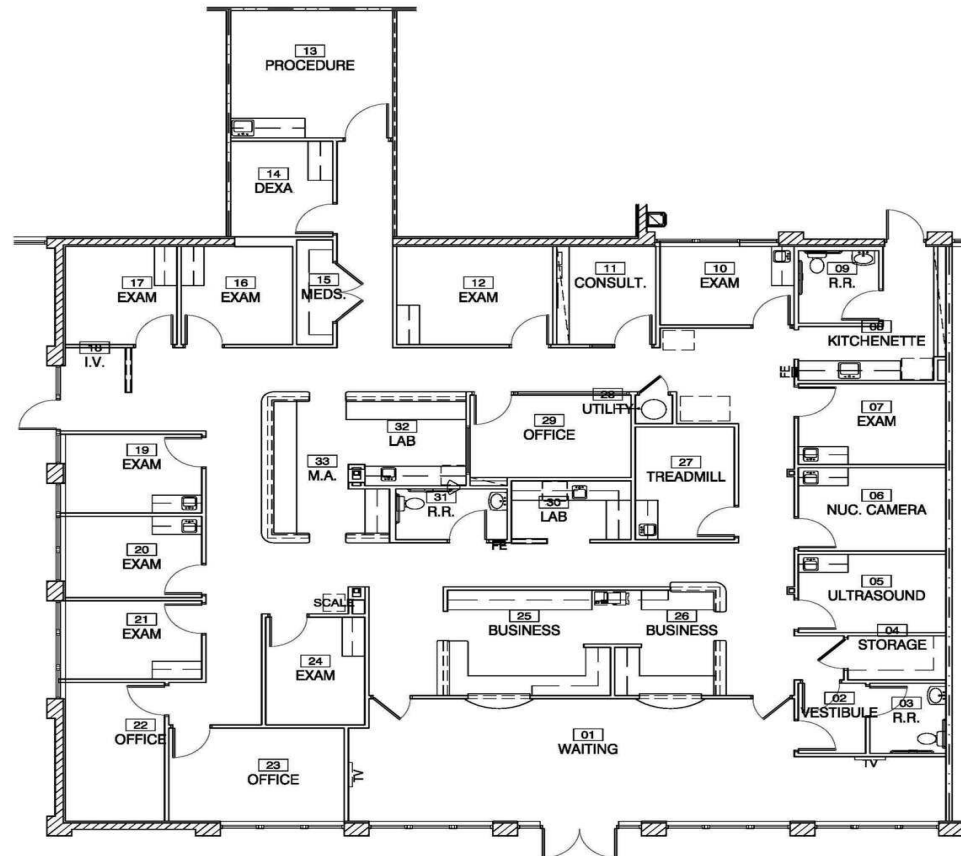 13
PROCEDURE
14
DEXA
17
EXAM
16
EXAM
15
MEDS.
12
EXAM
11
CONSULT.
10
EXAM
09
R.R.
08
KITCHENETTE
18
I.V.
FE
28
UTILITY
07
EXAM
29
OFFICE
32
LAB
33
M.A.
19
EXAM
27
TREADMILL
31
R.R.
30
LAB
FE
06
NUC. CAMERA
20
EXAM
05
ULTRASOUND
21
EXAM
SCALE
25
BUSINESS
26
BUSINESS
04
STORAGE
24
EXAM
22
OFFICE
02
VESTIBULE
03
R.R.
01
WAITING
23
OFFICE
TV
TV